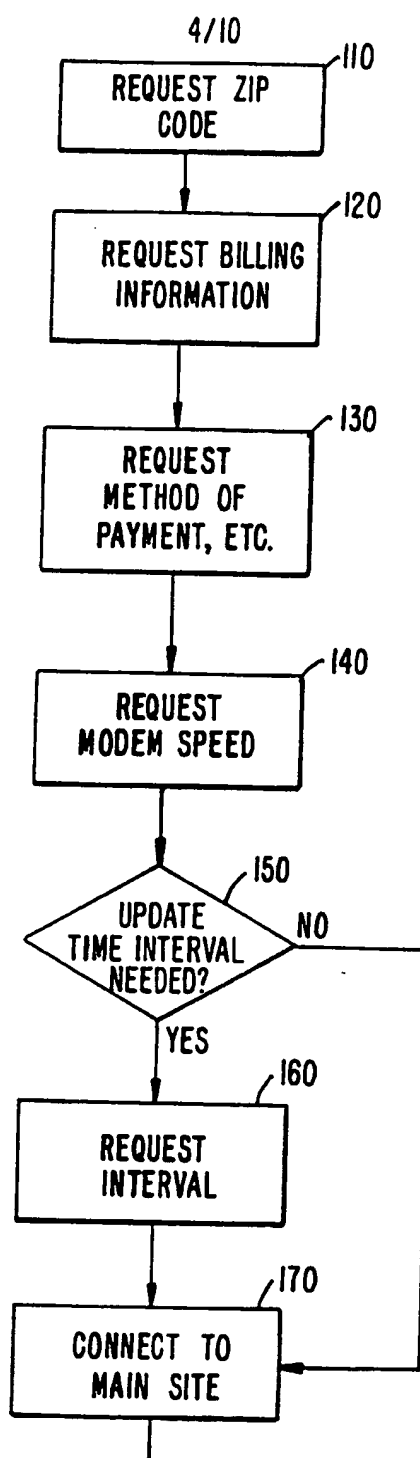 4/10
110
REQUEST ZIP
CODE
120
REQUEST BILLING
INFORMATION
130
REQUEST
METHOD OF
PAYMENT, ETC.
140
REQUEST
MODEM SPEED
150
UPDATE
TIME INTERVAL
NEEDED?
NO
YES
160
REQUEST
INTERVAL
170
CONNECT TO
MAIN SITE